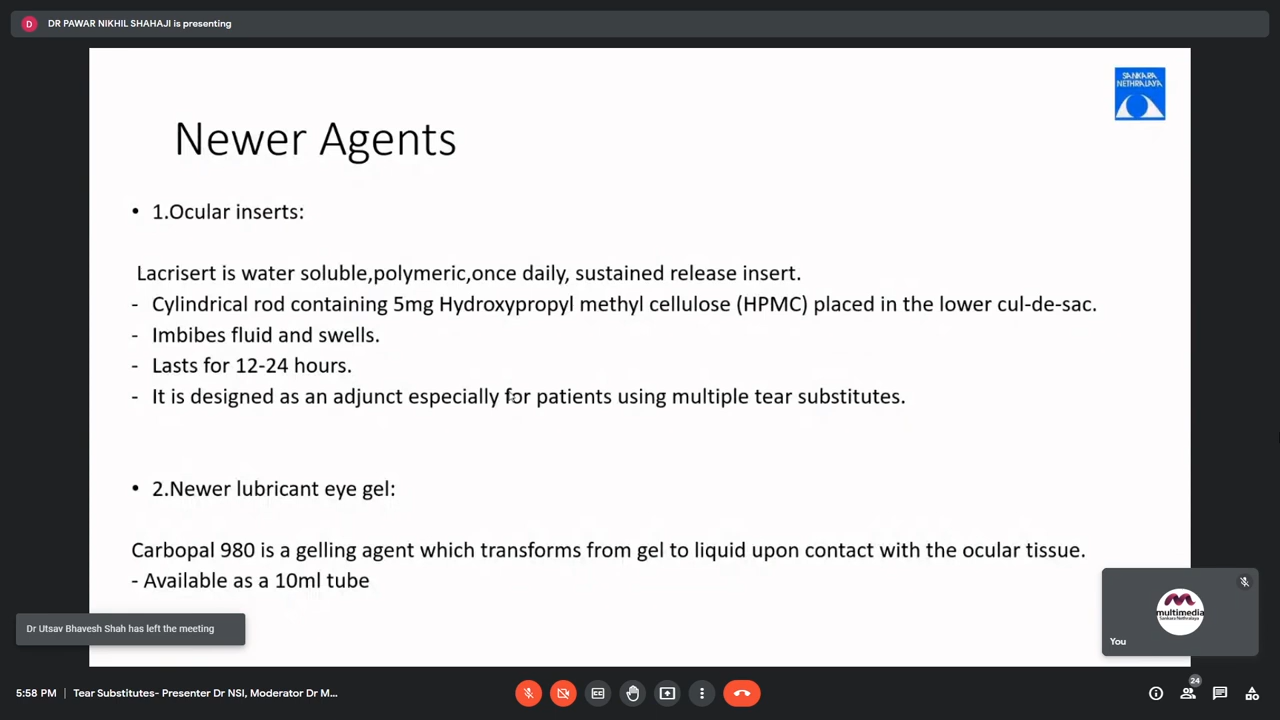 D DR PAWAR NIKHIL SHAHAJI is presenting
SANKARA
NETHRALAYA
Newer Agents
• 1.Ocular inserts:
Lacrisert is water soluble,polymeric,once daily, sustained release insert.
- Cylindrical rod containing 5mg Hydroxypropyl methyl cellulose (HPMC) placed in the lower cul-de-sac.
- Imbibes fluid and swells.
- Lasts for 12-24 hours.
- It is designed as an adjunct especially for patients using multiple tear substitutes.
• 2.Newer lubricant eye gel:
Carbopal 980 is a gelling agent which transforms from gel to liquid upon contact with the ocular tissue.
- Available as a 10ml tube
Dr Utsav Bhavesh Shah has left the meeting
multimedia
Sankara Nethralaya
You
5:58 PM | Tear Substitutes- Presenter Dr NSI, Moderator Dr M...
CC
24